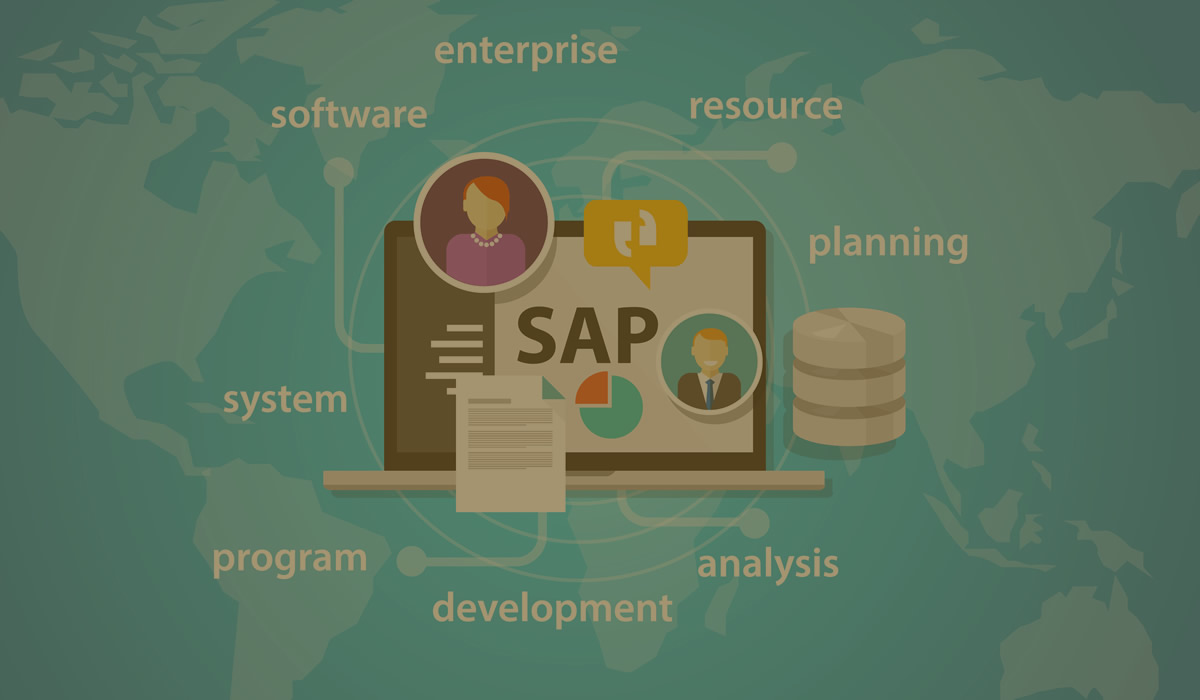 enterprise
software
resource
planning
SAP
system
program
analysis
development